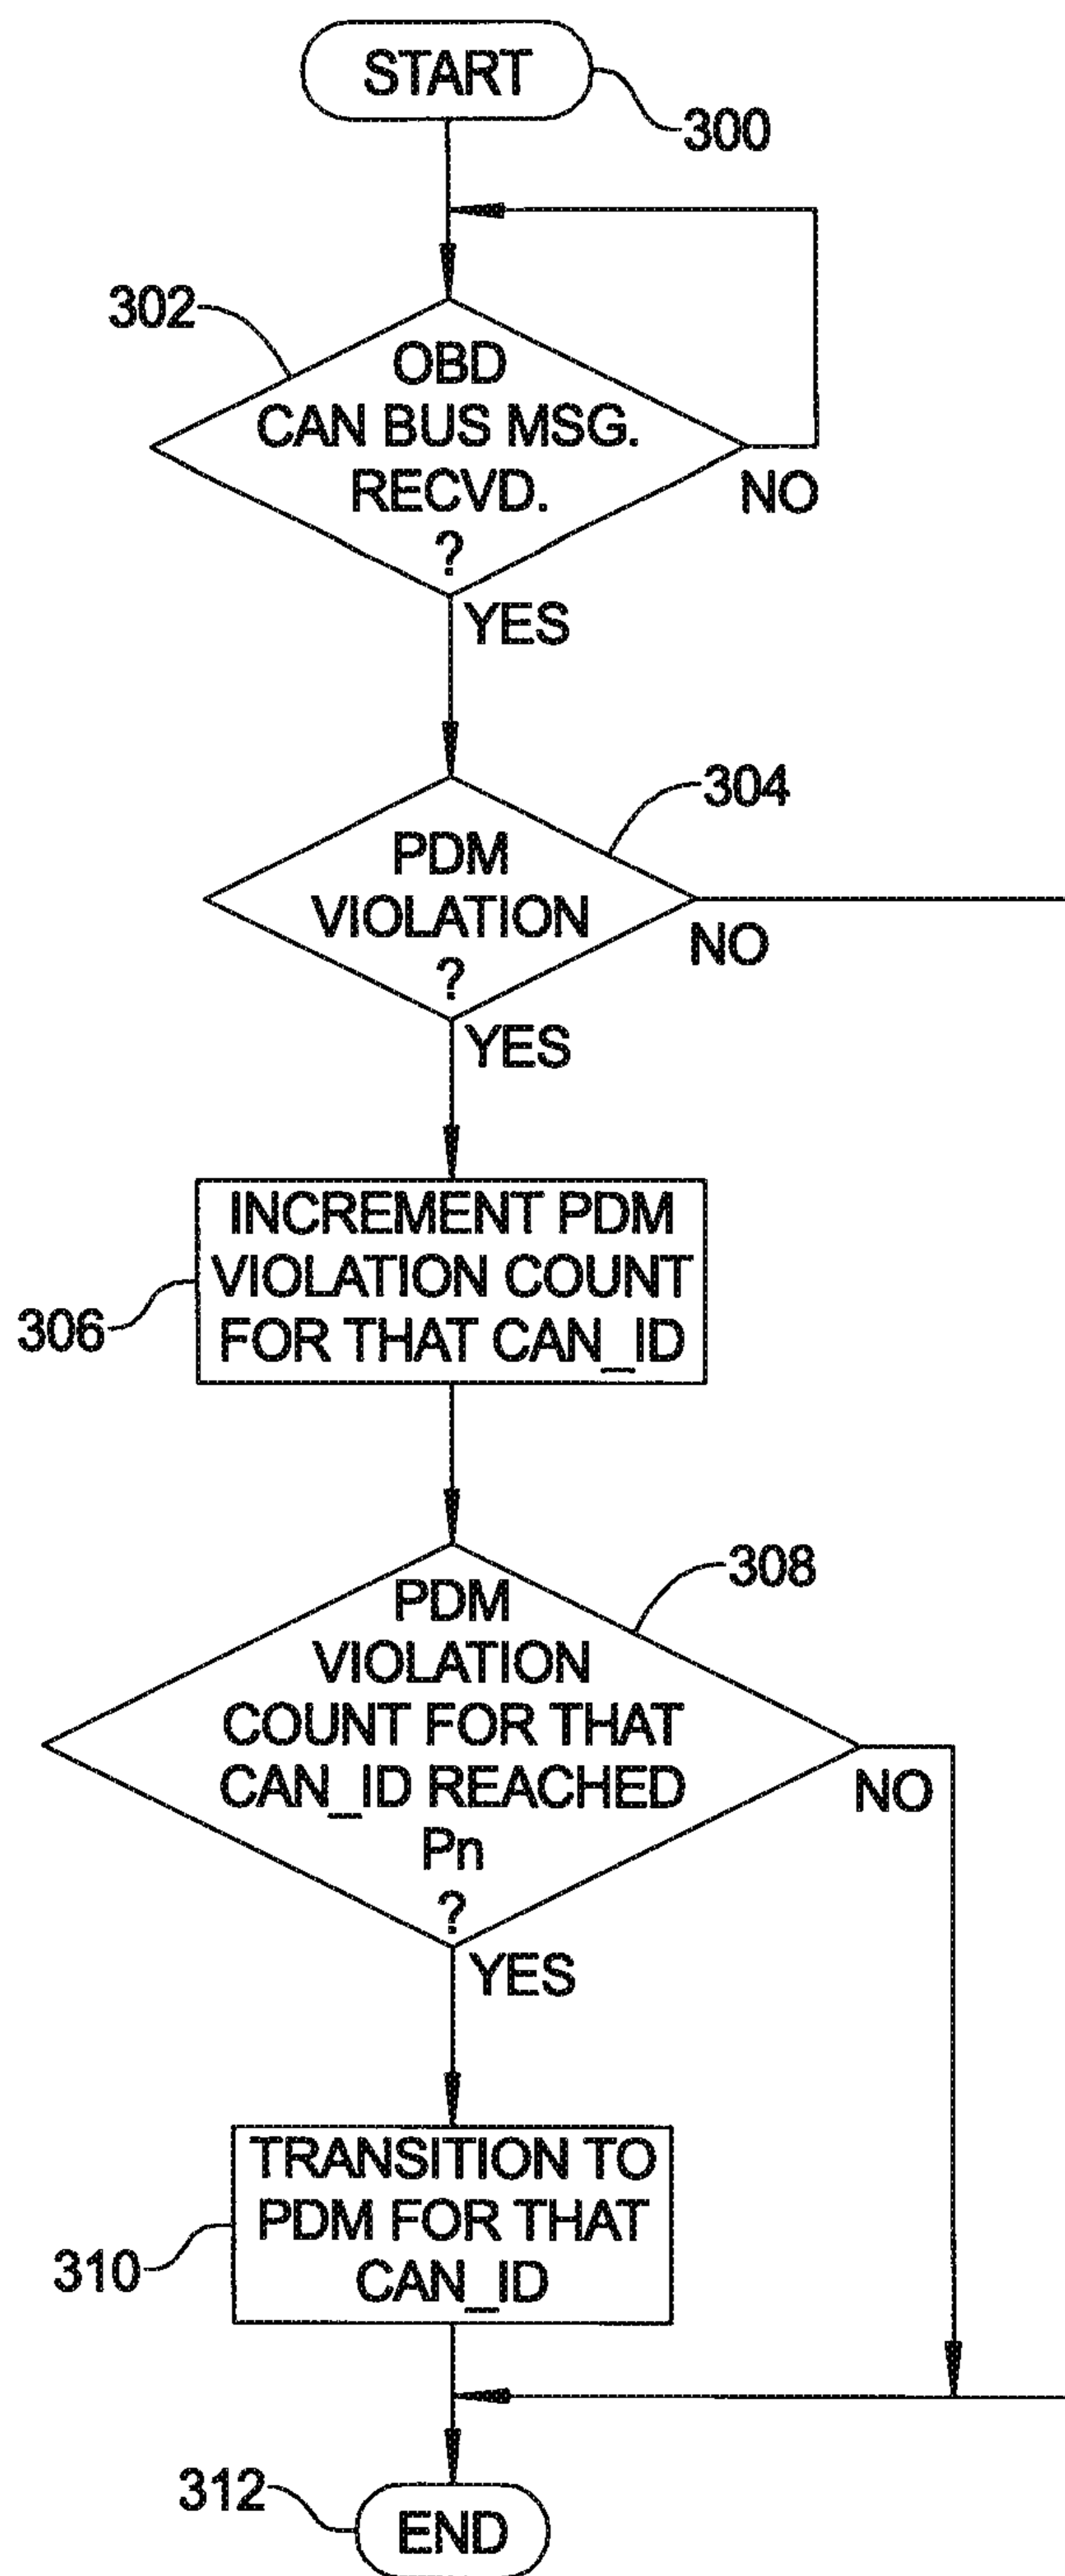 START
300
302
OBD
CAN BUS MSG.
RECVD.
?
NO
YES
304
PDM
VIOLATION
?
NO
YES
306
INCREMENT PDM
VIOLATION COUNT
FOR THAT CAN_ID
308
PDM
VIOLATION
COUNT FOR THAT
CAN_ID REACHED
Pn
?
NO
YES
310
TRANSITION TO
PDM FOR THAT
CAN_ID
312
END